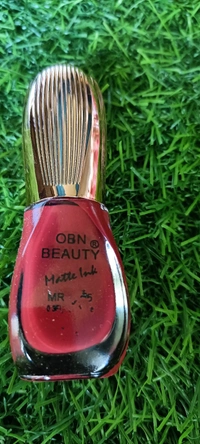 OBN ®
BEAUTY
Matte Ink
MR